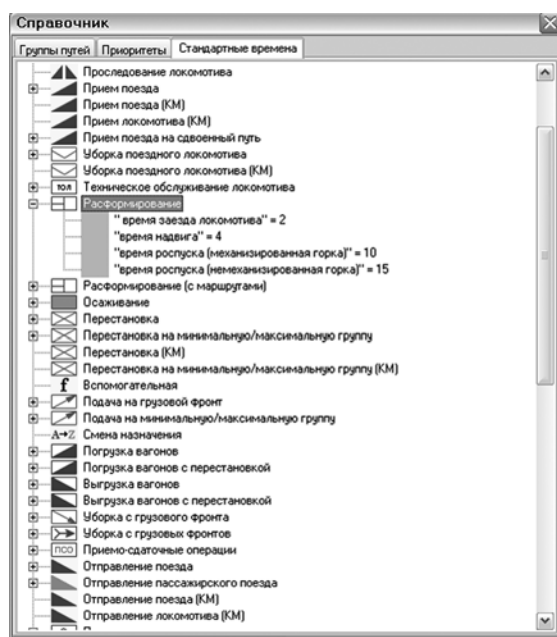 Справочник
Группы путей Приоритеты Стандартные времена
Проследование локомотива
Прием поезда
Прием поезда (КМ)
Прием локомотива (КМ)
Прием поезда на сдвоенный путь
Уборка поездного локомотива
Уборка поездного локомотива (КМ)
ТОЛ Техническое обслуживание локомотива
Расформирование
" время заезда локомотива" = 2
"время надвига" = 4
"время роспуска (механизированная горка)" = 10
"время роспуска (немеханизированная горка)" = 15
Расформирование (с маршрутами)
Осаживание
Перестановка
Перестановка на минимальную/максимальную группу
Перестановка (КМ)
Перестановка на минимальную/максимальную группу (КМ)
f Вспомогательная
Подача на грузовой фронт
Подача на минимальную/максимальную группу
A→Z Смена назначения
Погрузка вагонов
Погрузка вагонов с перестановкой
Выгрузка вагонов
Выгрузка вагонов с перестановкой
Уборка с грузового фронта
Уборка с грузовых фронтов
ПСО Приемо-сдаточные операции
Отправление поезда
Отправление пассажирского поезда
Отправление поезда (КМ)
Отправление локомотива (КМ)